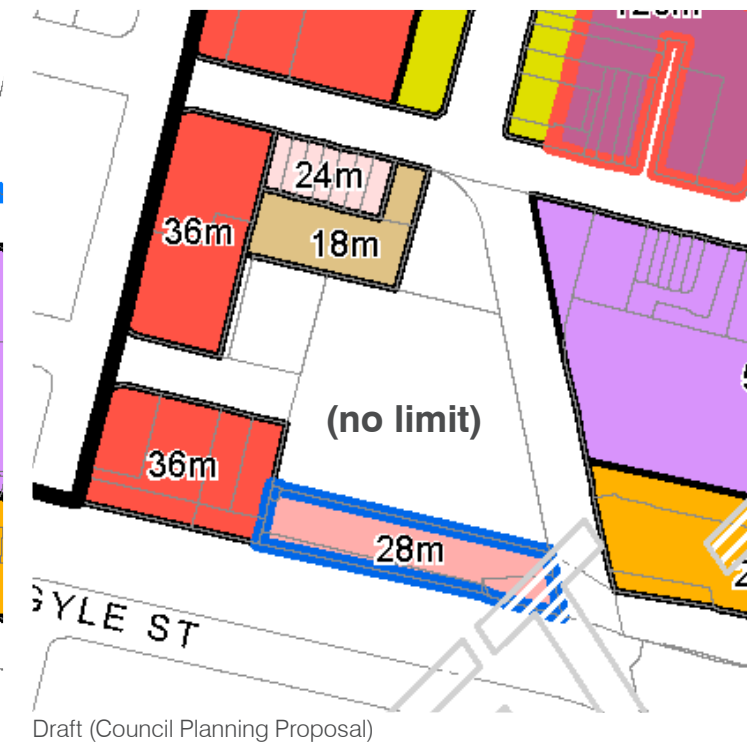 24m
36m
18m
(no limit)
36m
28m
GYLE ST
Draft (Council Planning Proposal)